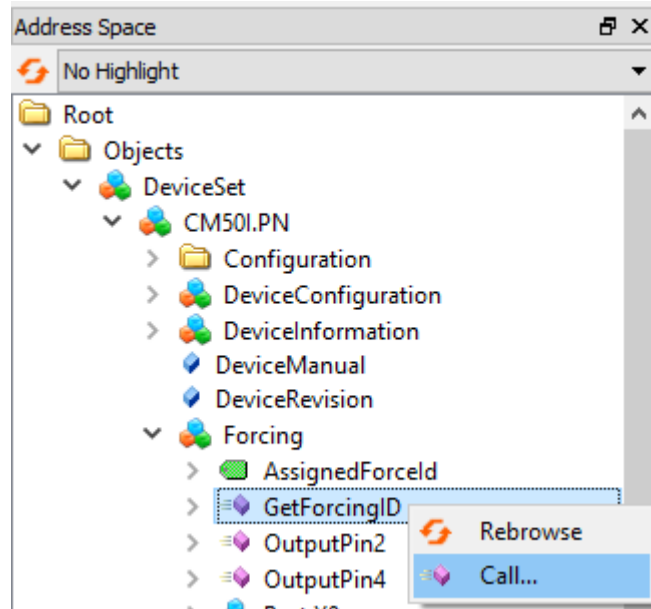 Address Space
No Highlight
Root
Objects
DeviceSet
CM50I.PN
Configuration
DeviceConfiguration
DeviceInformation
DeviceManual
DeviceRevision
Forcing
AssignedForceId
GetForcingID
Rebrowse
OutputPin2
OutputPin4
Call...